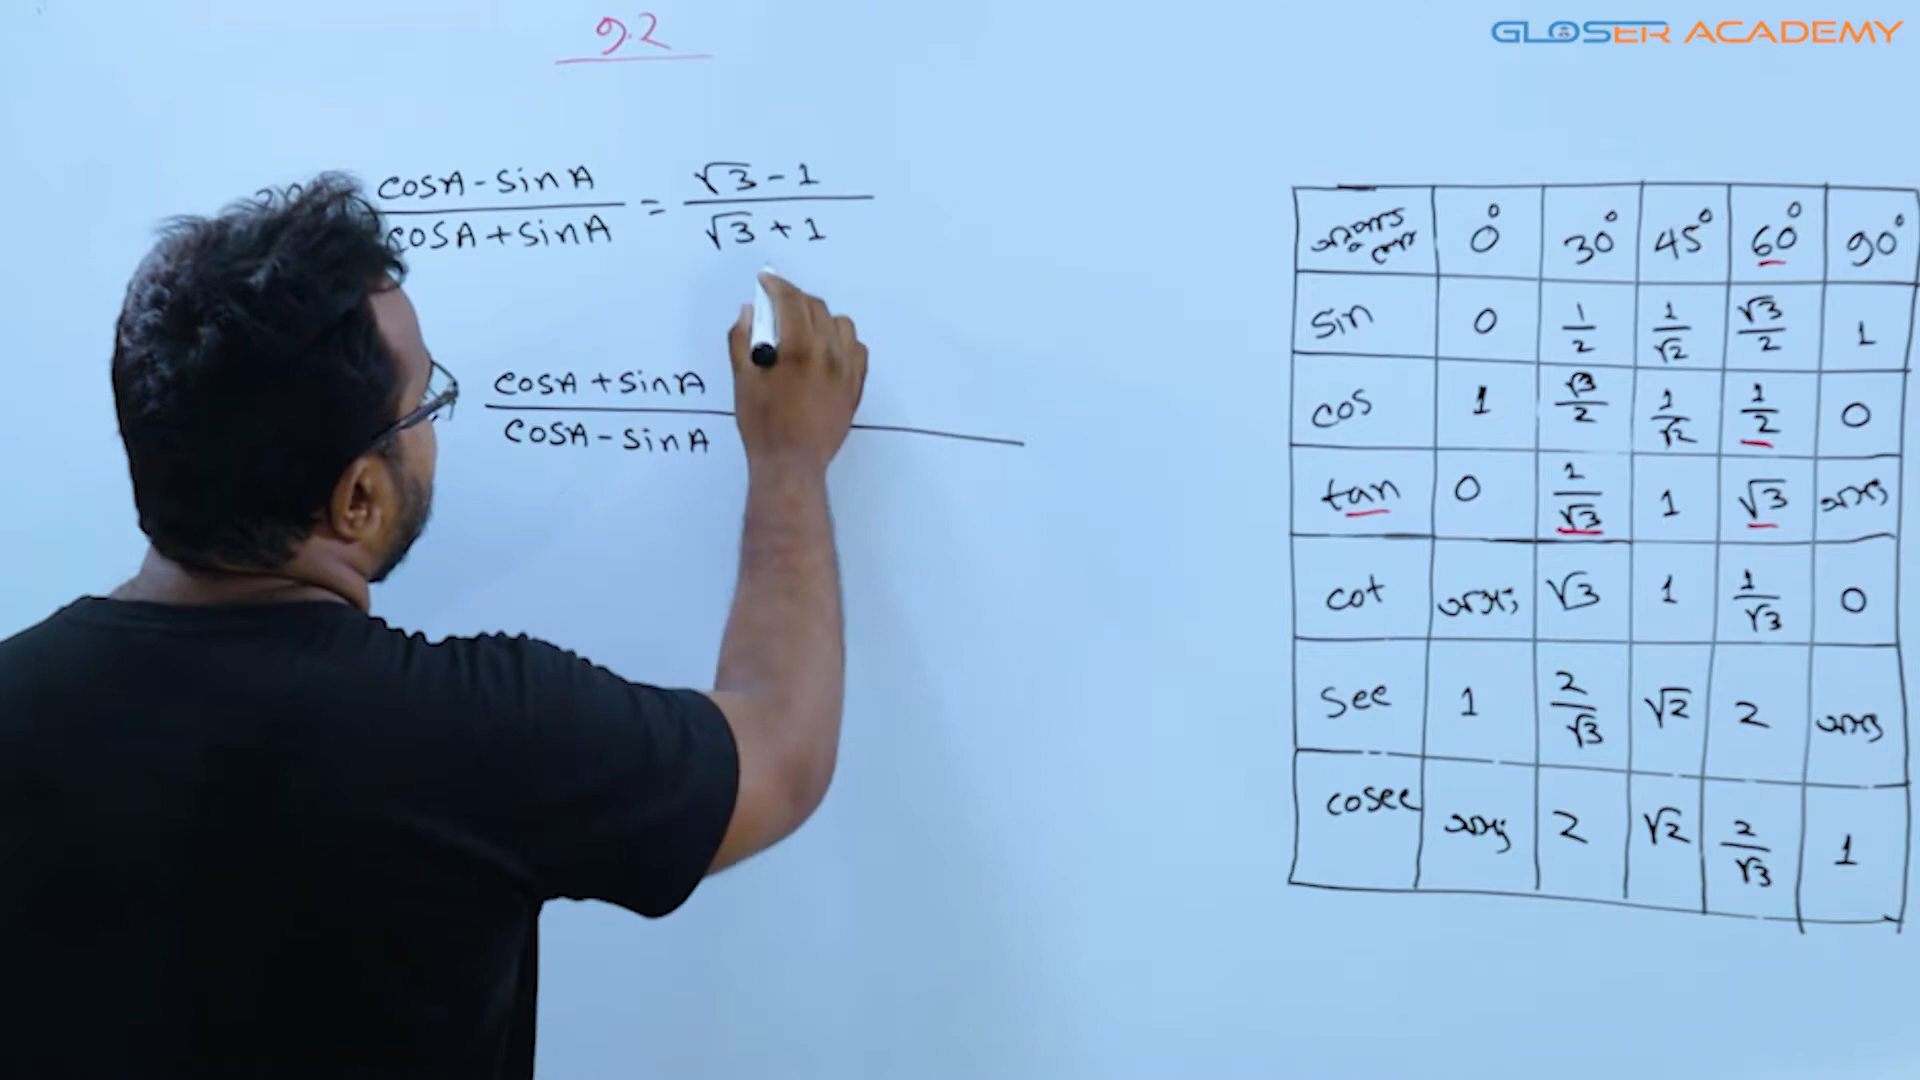 GLOSER ACADEMY
9.2
cosA - sinA / cosA + sinA = √3 - 1 / √3 + 1
cosA + sinA / cosA - sinA
0° 30° 45° 60° 90°
sin 0 1/2 1/√2 √3/2 1
cos 1 √3/2 1/√2 1/2 0
tan 0 1/√3 1 √3
cot √3 1 1/√3 0
sec 1 2/√3 √2 2
cosec 2 √2 2/√3 1